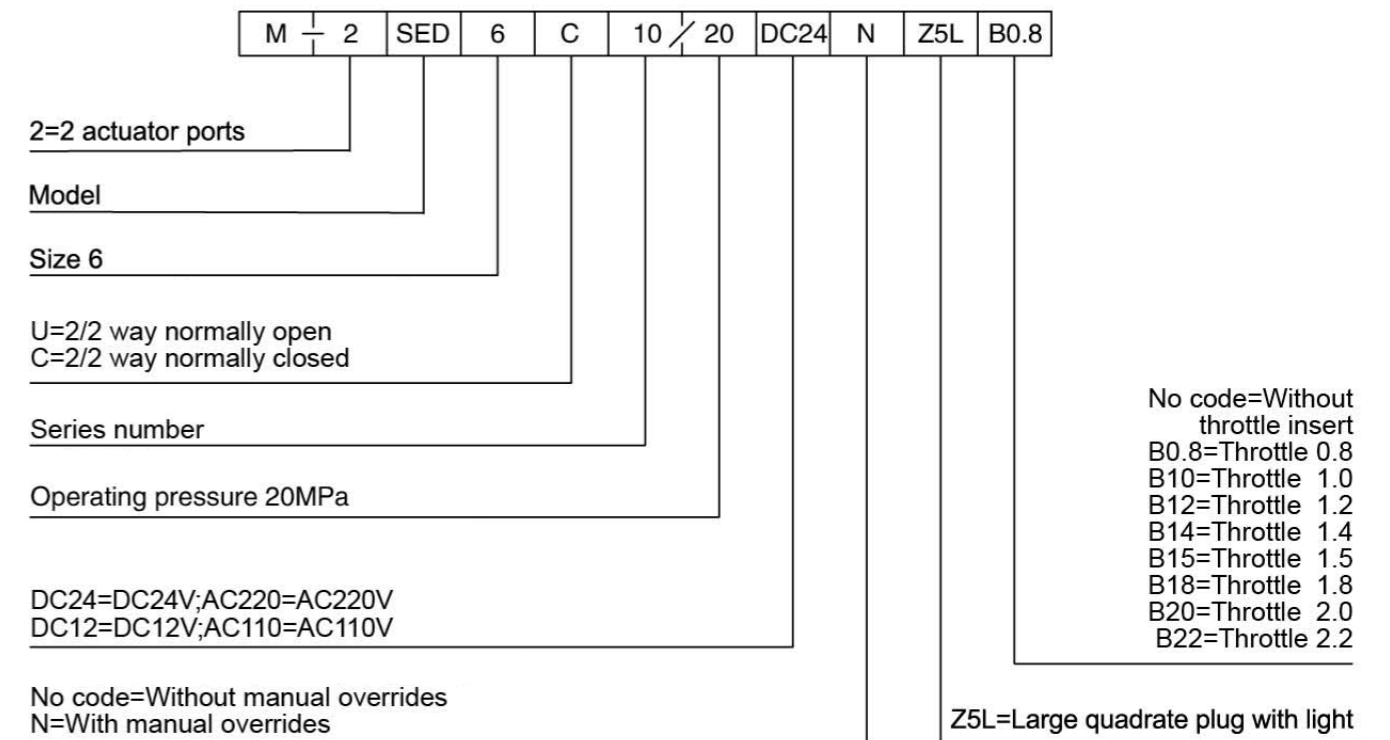 M - 2 SED 6 C 10 / 20 DC24 N Z5L B0.8
2=2 actuator ports
Model
Size 6
U=2/2 way normally open
C=2/2 way normally closed
Series number
Operating pressure 20MPa
DC24=DC24V;AC220=AC220V
DC12=DC12V;AC110=AC110V
No code=Without manual overrides
N=With manual overrides
No code=Without
throttle insert
B0.8=Throttle 0.8
B10=Throttle 1.0
B12=Throttle 1.2
B14=Throttle 1.4
B15=Throttle 1.5
B18=Throttle 1.8
B20=Throttle 2.0
B22=Throttle 2.2
Z5L=Large quadrate plug with light